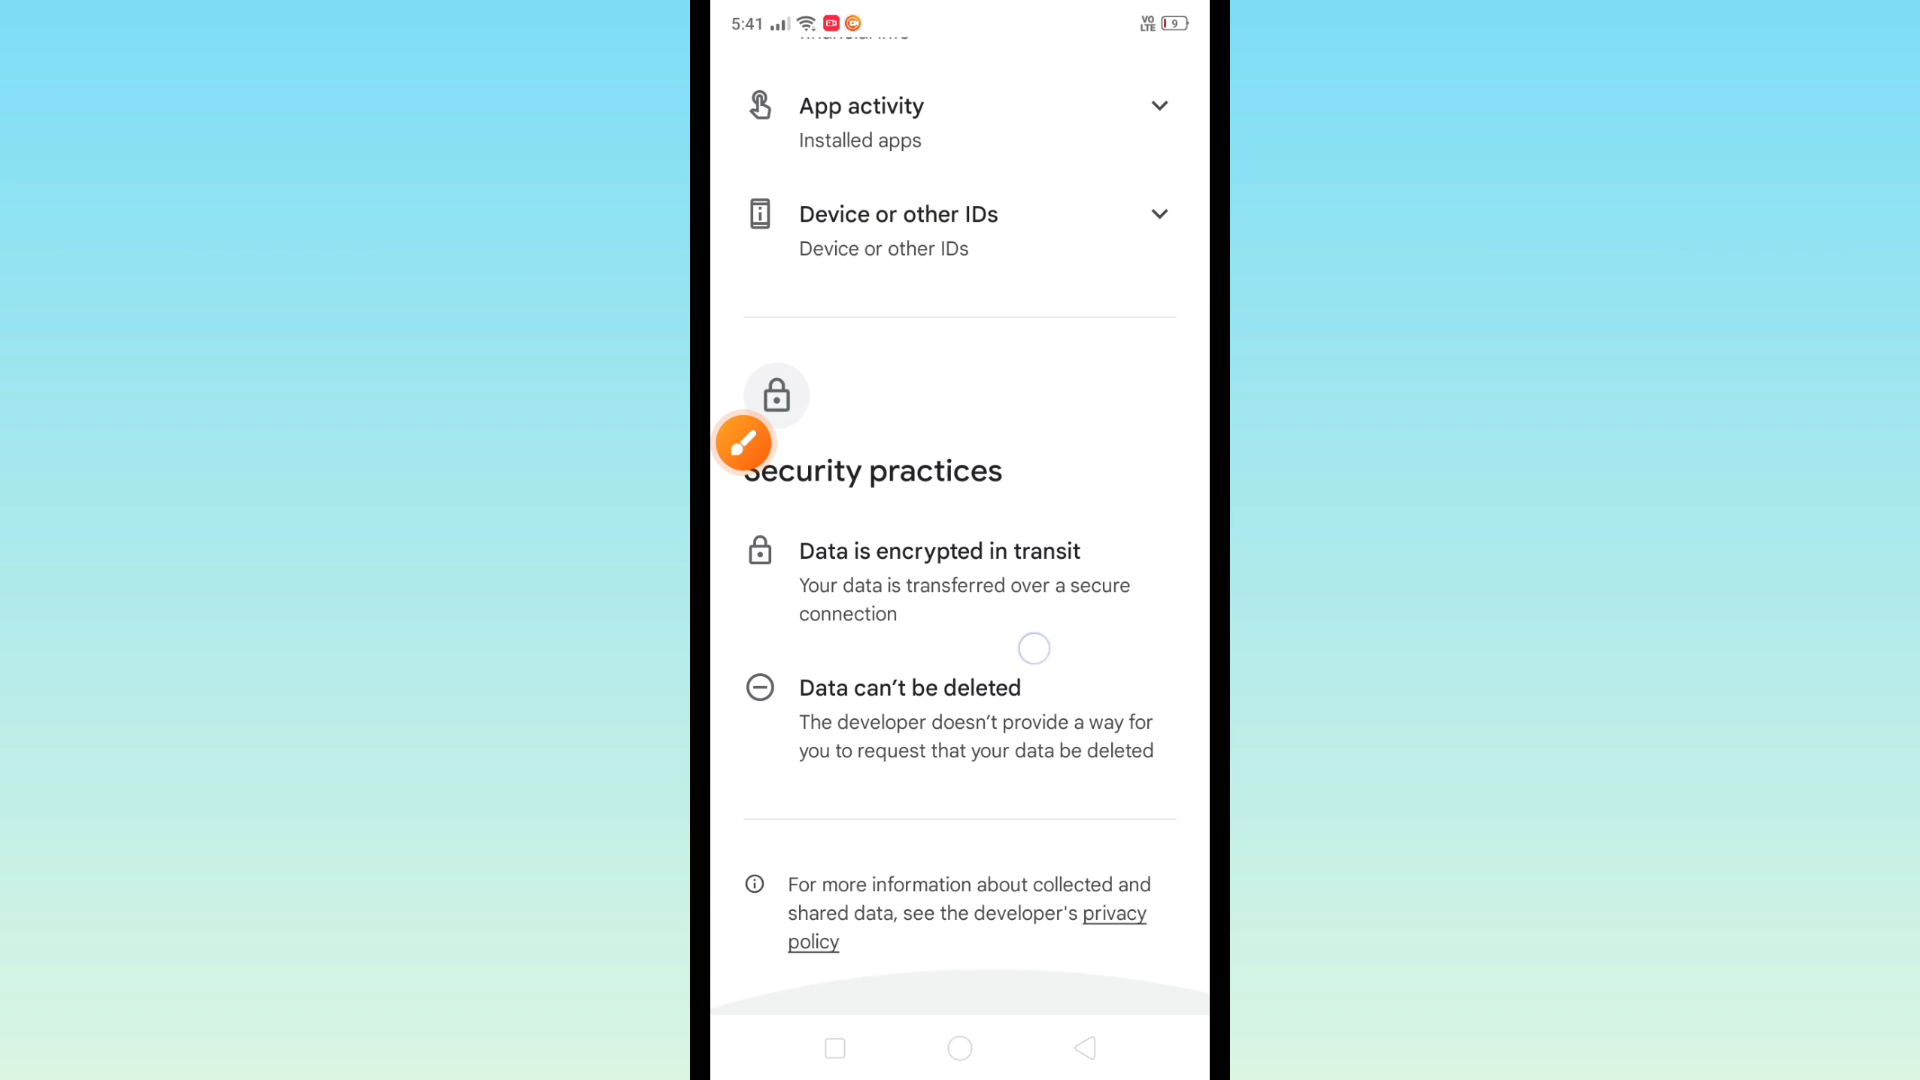 5:41
VO
LTE
9
App activity
Installed apps
Device or other IDs
Device or other IDs
Security practices
Data is encrypted in transit
Your data is transferred over a secure
connection
Data can’t be deleted
The developer doesn’t provide a way for
you to request that your data be deleted
For more information about collected and
shared data, see the developer's privacy
policy